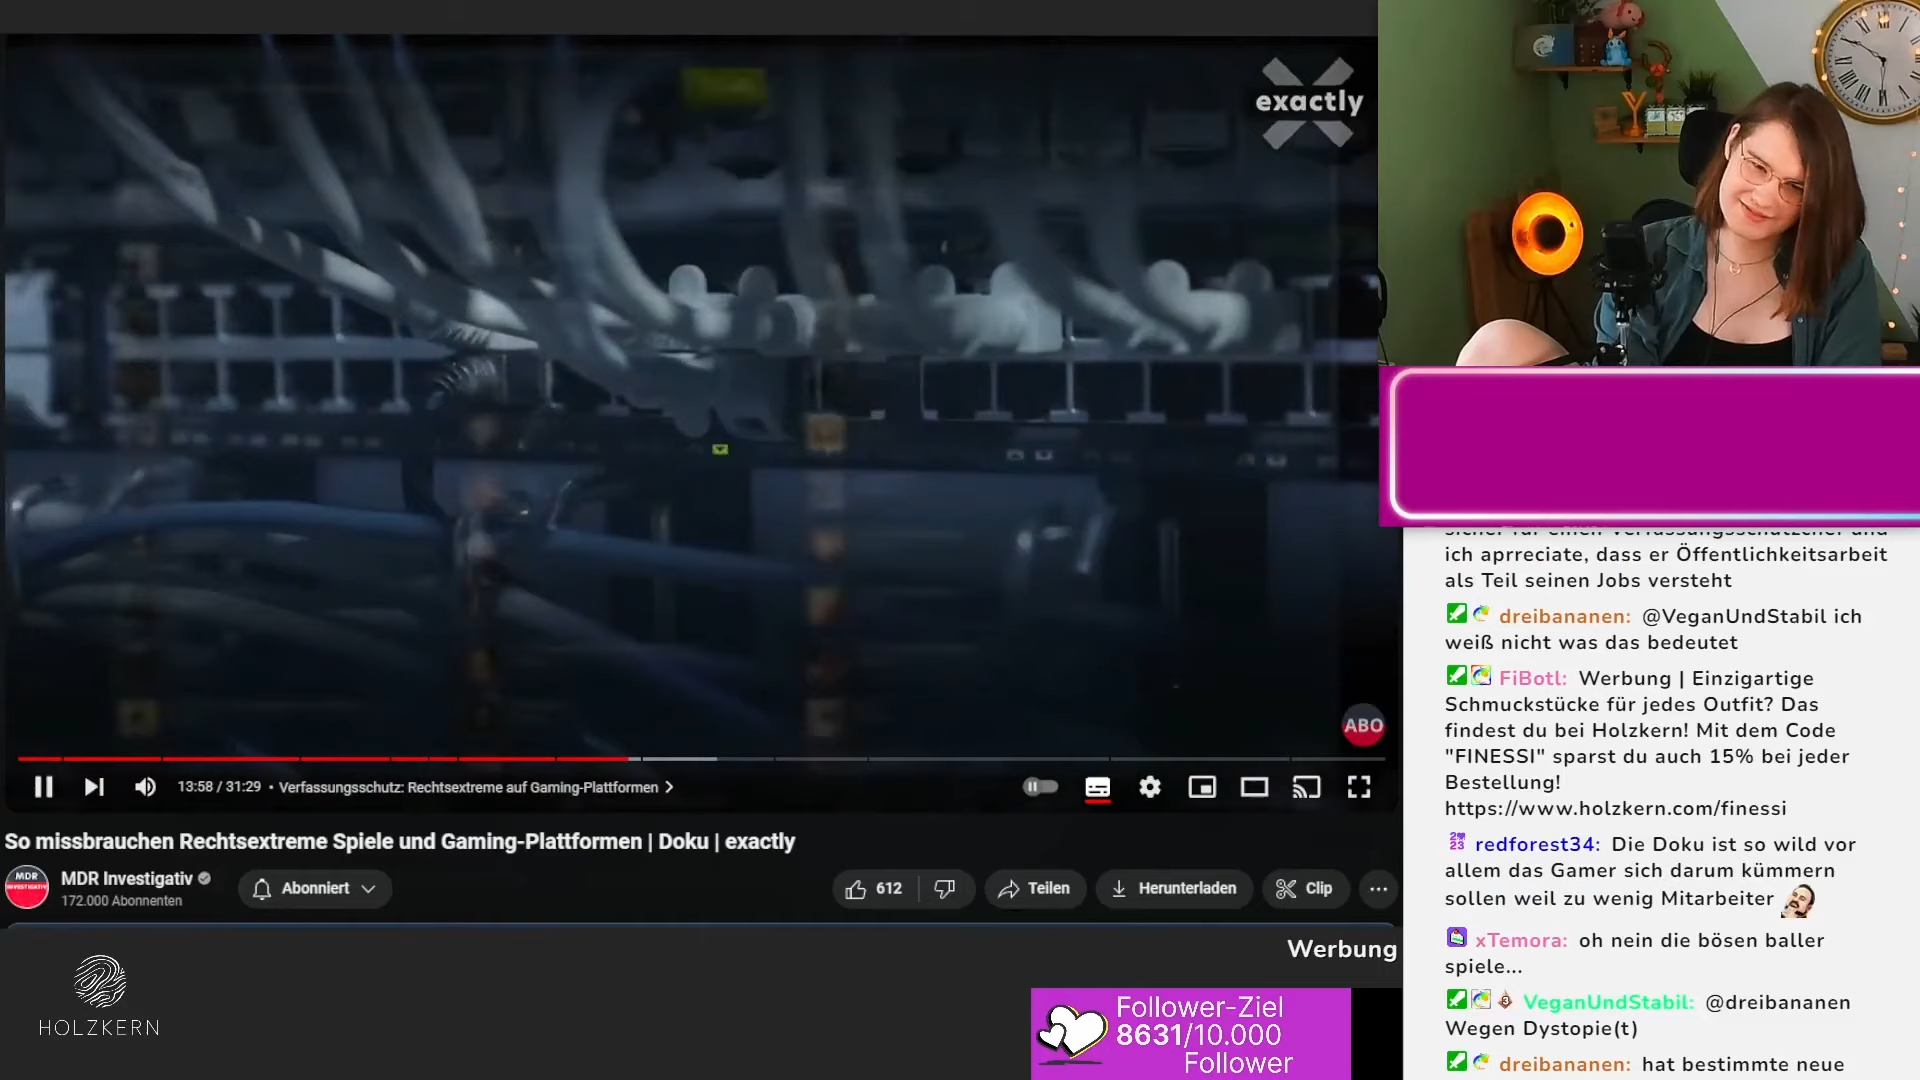 exactly
ABO
13:58 / 31:29 • Verfassungsschutz: Rechtsextreme auf Gaming-Plattformen
So missbrauchen Rechtsextreme Spiele und Gaming-Plattformen | Doku | exactly
MDR
INVESTIGATIV
MDR Investigativ
172.000 Abonnenten
Abonniert
612
Teilen
Herunterladen
Clip
Werbung
HOLZKERN
Follower-Ziel
8631/10.000
Follower
ich aprreciate, dass er Öffentlichkeitsarbeit
als Teil seinen Jobs versteht
dreibananen: @VeganUndStabil ich
weiß nicht was das bedeutet
FiBotl: Werbung | Einzigartige
Schmuckstücke für jedes Outfit? Das
findest du bei Holzkern! Mit dem Code
"FINESSI" sparst du auch 15% bei jeder
Bestellung!
https://www.holzkern.com/finessi
redforest34: Die Doku ist so wild vor
allem das Gamer sich darum kümmern
sollen weil zu wenig Mitarbeiter
xTemora: oh nein die bösen baller
spiele...
VeganUndStabil: @dreibananen
Wegen Dystopie(t)
dreibananen: hat bestimmte neue